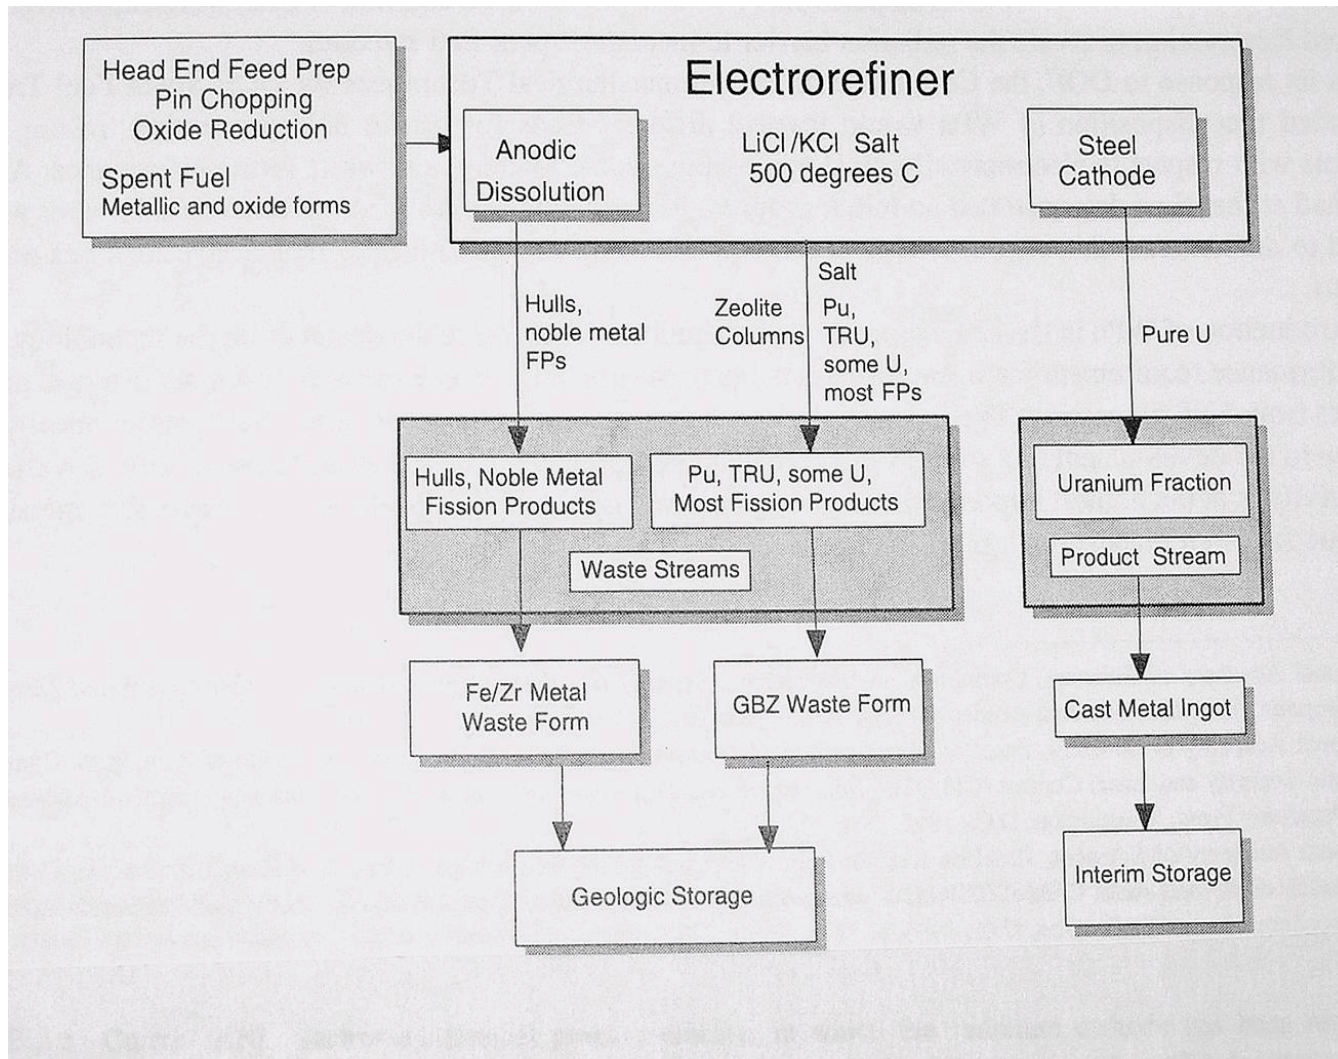 Head End Feed Prep
Pin Chopping
Oxide Reduction
Spent Fuel
Metallic and oxide forms
Electrorefiner
Anodic
Dissolution
LiCl/KCl Salt
500 degrees C
Steel
Cathode
Hulls,
noble metal
FPs
Zeolite
Columns
Salt
Pu,
TRU,
some U,
most FPs
Pure U
Hulls, Noble Metal
Fission Products
Pu, TRU, some U,
Most Fission Products
Waste Streams
Uranium Fraction
Product Stream
Fe/Zr Metal
Waste Form
GBZ Waste Form
Cast Metal Ingot
Geologic Storage
Interim Storage